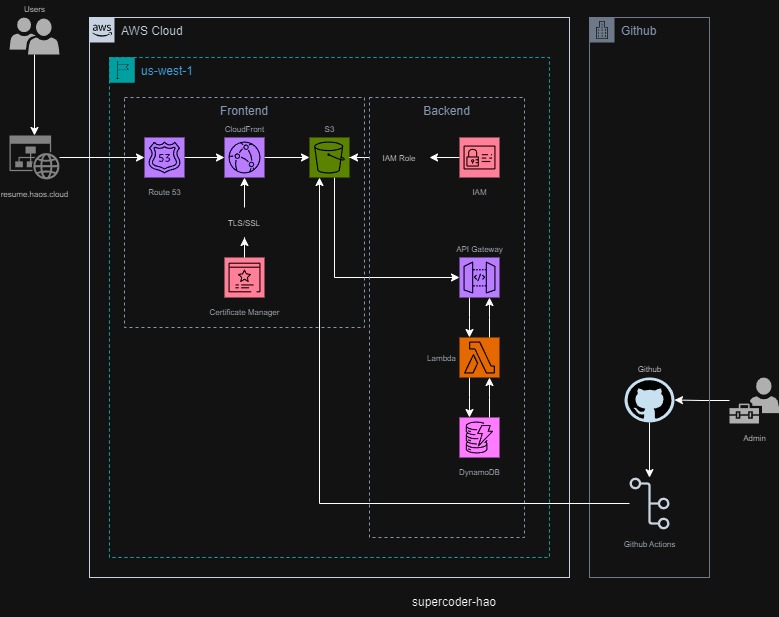 Users
aws
AWS Cloud
Github
us-west-1
Frontend
Backend
CloudFront
S3
53
IAM Role
Route 53
IAM
resume.haos.cloud
TLS/SSL
API Gateway
</>
Certificate Manager
Lambda
Github
Admin
DynamoDB
Github Actions
supercoder-hao